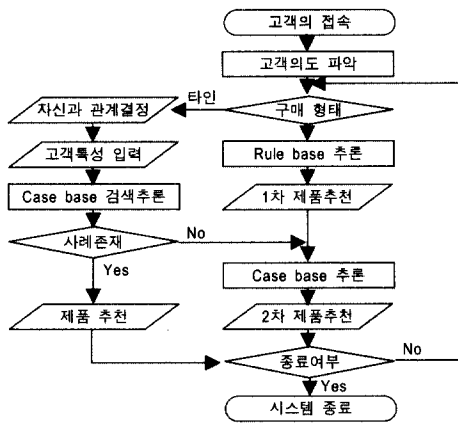 고객의 접속
고객의도 파악
타인
구매 형태
자신과 관계결정
고객특성 입력
Rule base 추론
Case base 검색추론
1차 제품추천
사례존재
No
Yes
Case base 추론
제품 추천
2차 제품추천
종료여부
No
Yes
시스템 종료